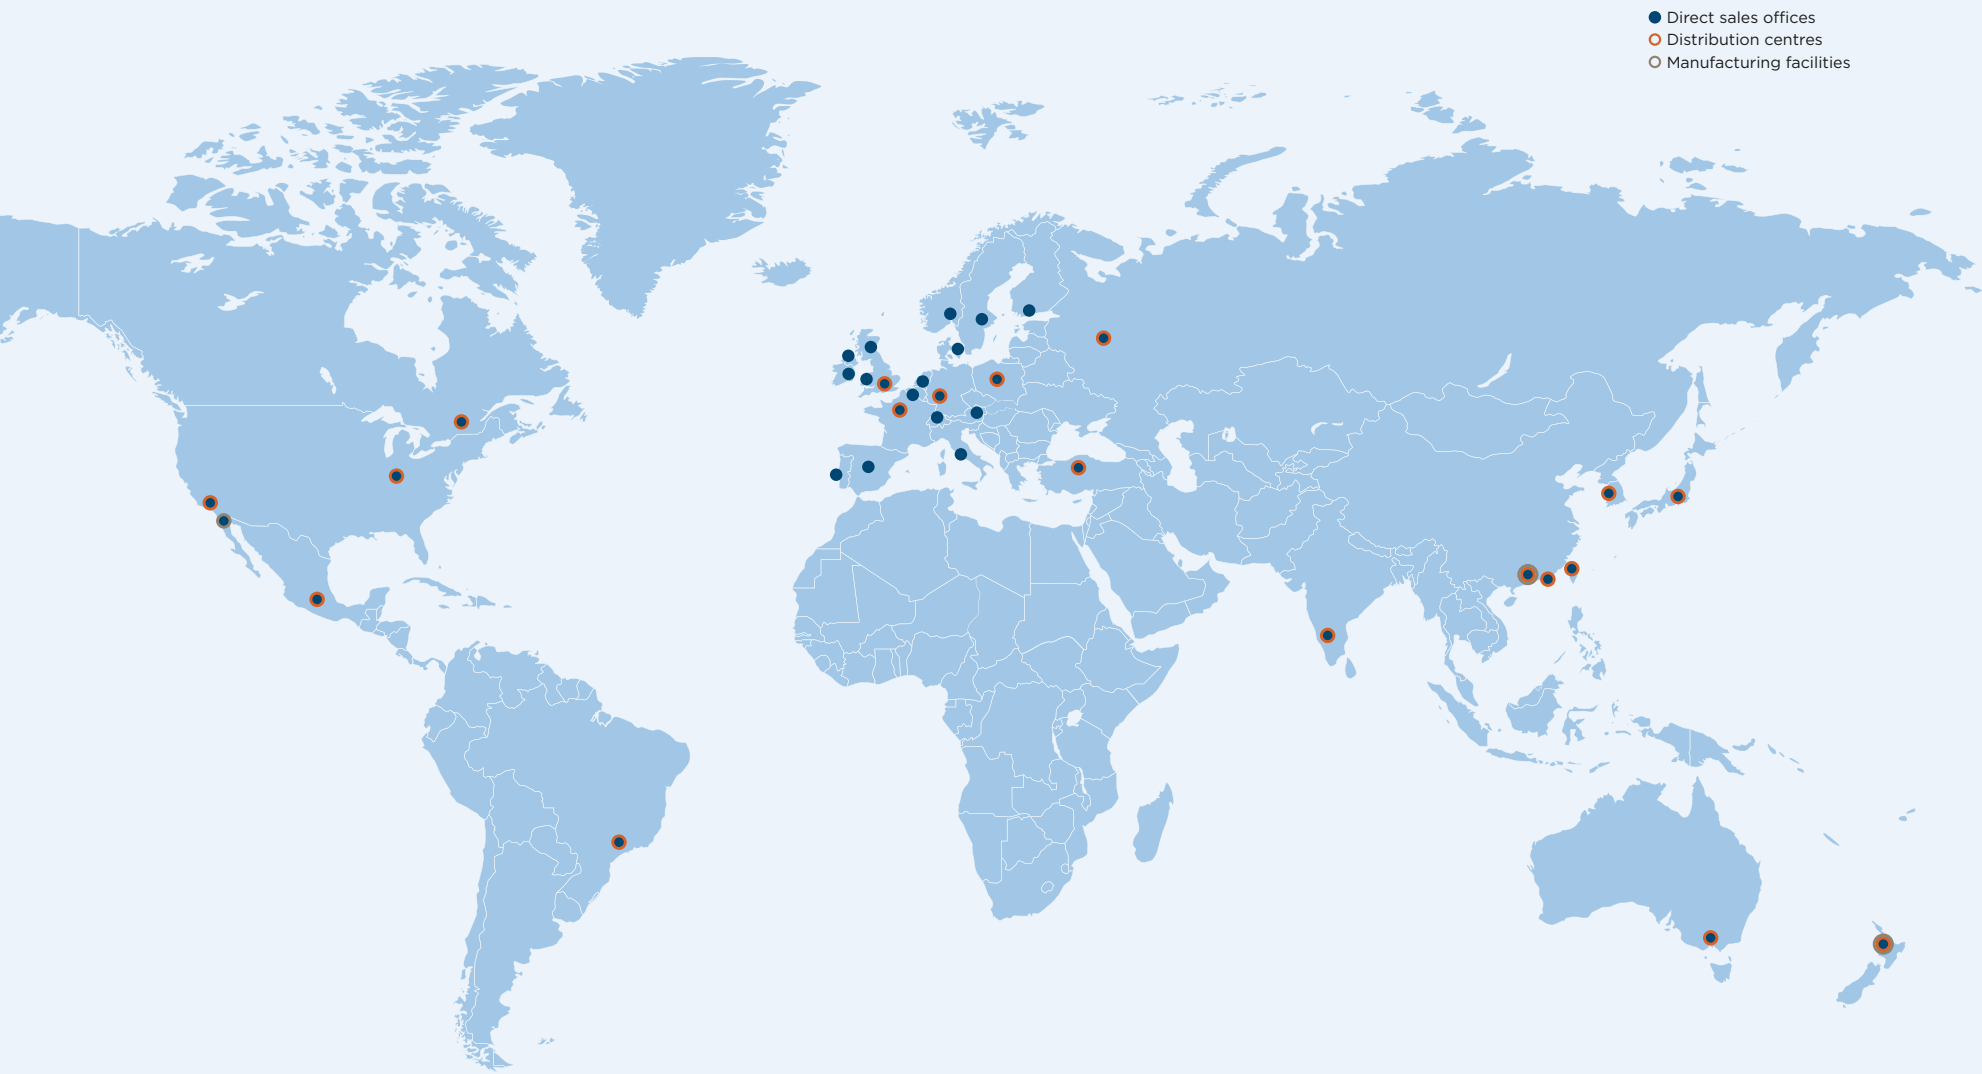 Direct sales offices
Distribution centres
Manufacturing facilities